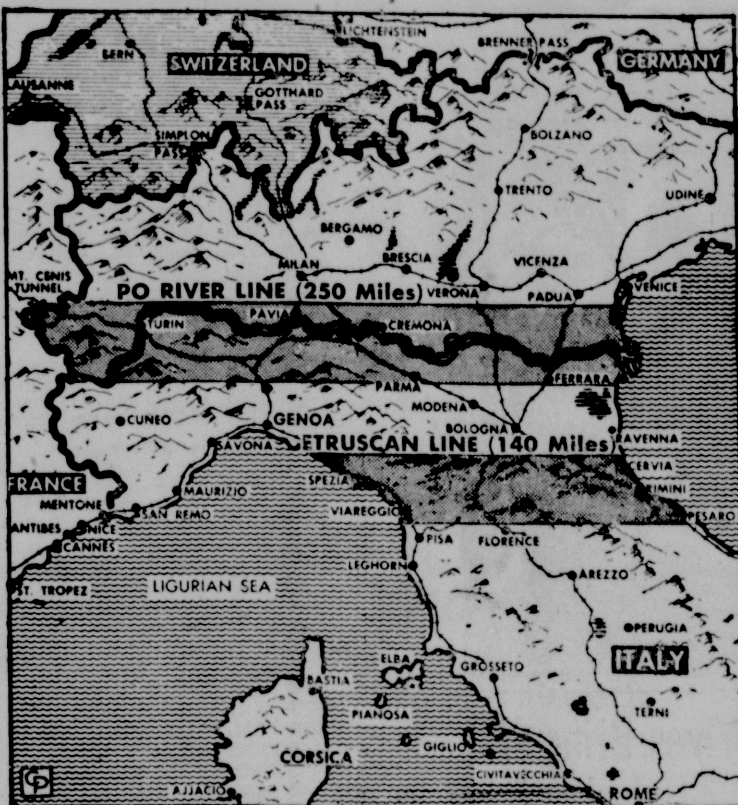 LICHTENSTEIN
BRENNER PASS
BERN
SWITZERLAND
GERMANY
LAUSANNE
GOTTHARD
PASS
SIMPLON
PASS
BOLZANO
TRENTO
UDINE
BERGAMO
MILAN
BRESCIA
VICENZA
MT. CENIS
TUNNEL
PO RIVER LINE (250 Miles)
VERONA
PADUA
VENICE
TURIN
PAVIA
CREMONA
PARMA
FERRARA
CUNEO
GENOA
MODENA
BOLOGNA
RAVENNA
SAVONA
ETRUSCAN LINE (140 Miles)
CERVIA
FRANCE
SPEZIA
RIMINI
MAURIZIO
MENTONE
SAN REMO
VIAREGGIO
PESARO
ANTIBES
NICE
CANNES
PISA
FLORENCE
LEGHORN
AREZZO
ST. TROPEZ
LIGURIAN SEA
PERUGIA
ITALY
ELBA
GROSSETO
BASTIA
PIANOSA
TERNI
GIGLIO
CORSICA
CIVITAVECCHIA
CP
AJJACIO
ROME